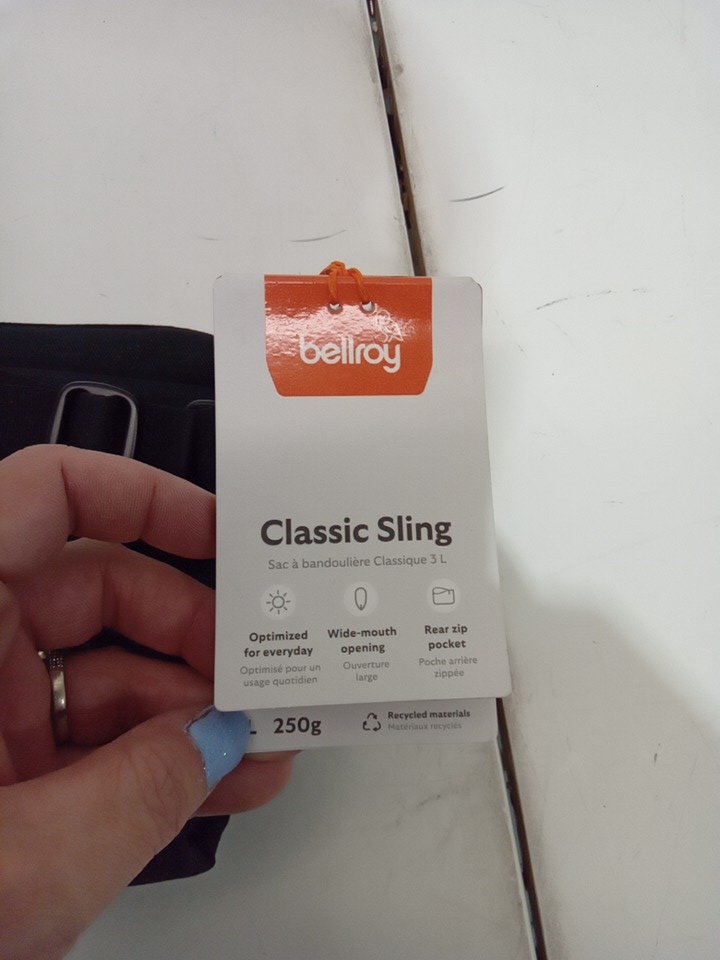 bellroy
Classic Sling
Sac à bandoulière Classique 3 L
Optimized
for everyday
Optimisé pour un
usage quotidien
Wide-mouth
opening
Ouverture
large
Rear zip
pocket
Poche arrière
zippée
250g
Recycled materials
Matériaux recyclés